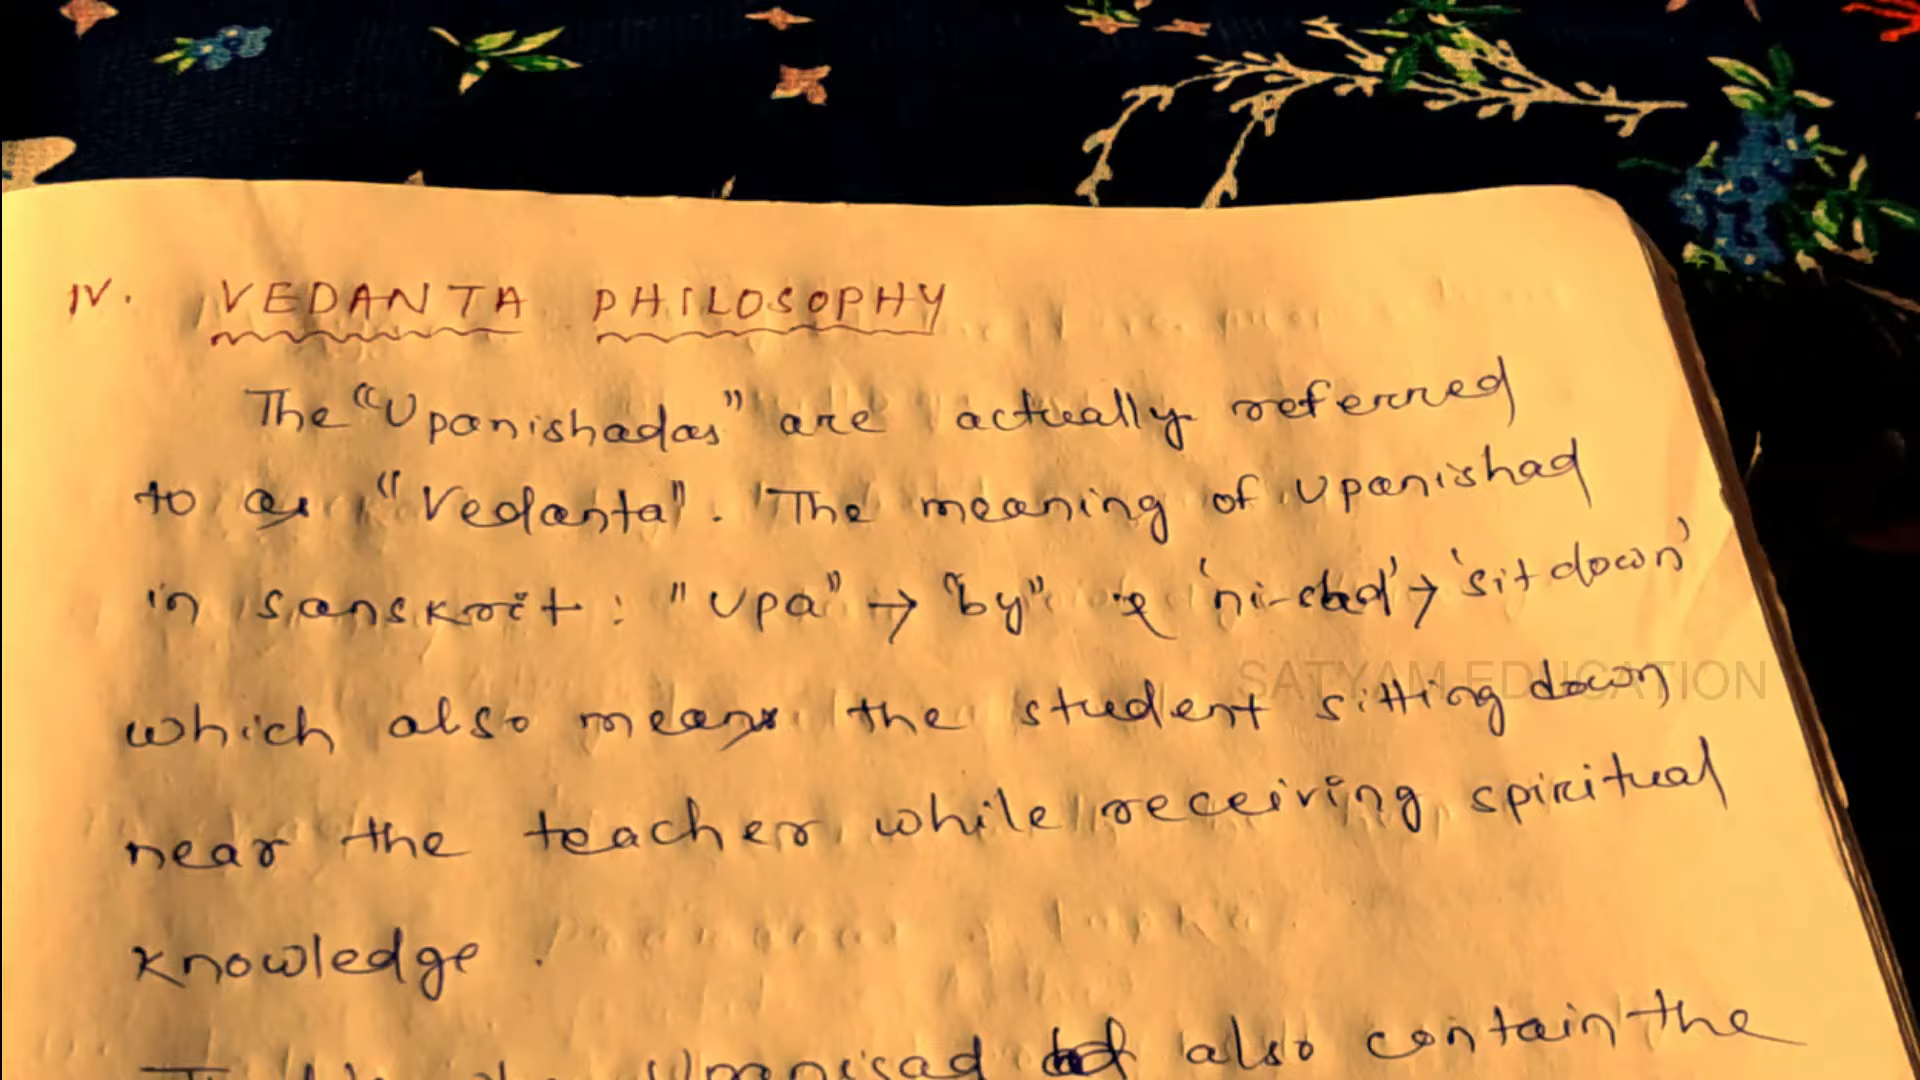 IV. VEDANTA PHILOSOPHY
The "Upanishadas" are actually referred
to as "Vedanta". The meaning of Upanishad
in sanskrit: "Upa" → "by" & 'ni-shad' → 'sit down'
which also means the student sitting down
SATYAM EDUCATION
near the teacher while receiving spiritual
knowledge.
also contain the